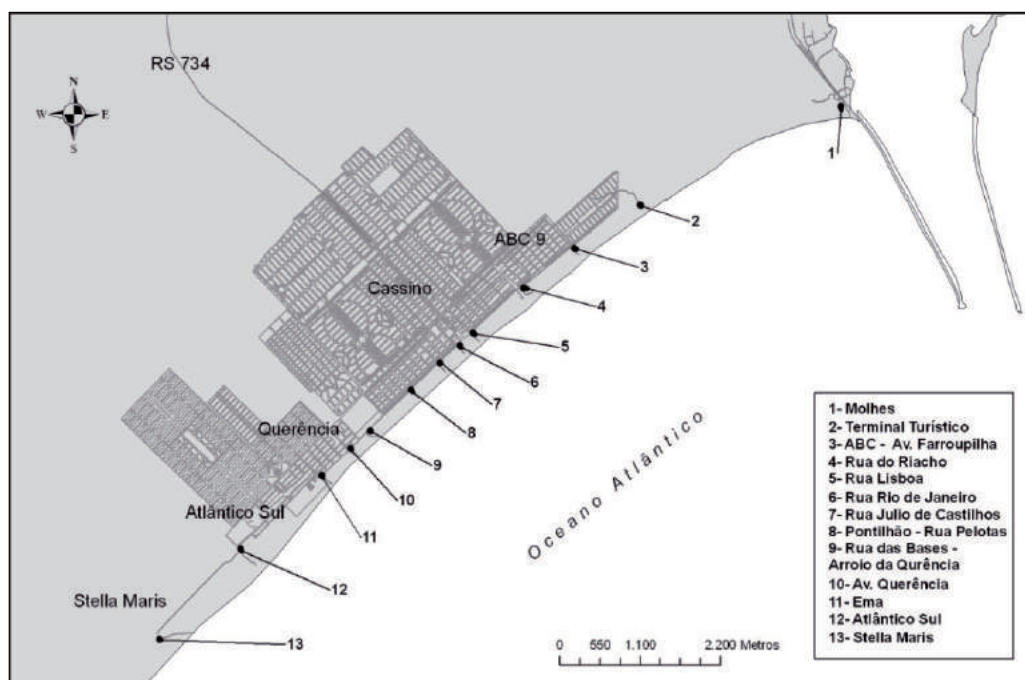 RS 734
N
W E
S
1
2
ABC 9
3
Cassino
4
5
6
7
8
Querência
9
10
Atlântico Sul
11
12
Stella Maris
13
Oceano Atlântico
0 550 1.100 2.200 Metros
1- Molhes
2- Terminal Turístico
3- ABC - Av. Farroupilha
4- Rua do Riacho
5- Rua Lisboa
6- Rua Rio de Janeiro
7- Rua Julio de Castilhos
8- Pontilhão - Rua Pelotas
9- Rua das Bases -
Arroio da Qurência
10- Av. Querência
11- Ema
12- Atlântico Sul
13- Stella Maris